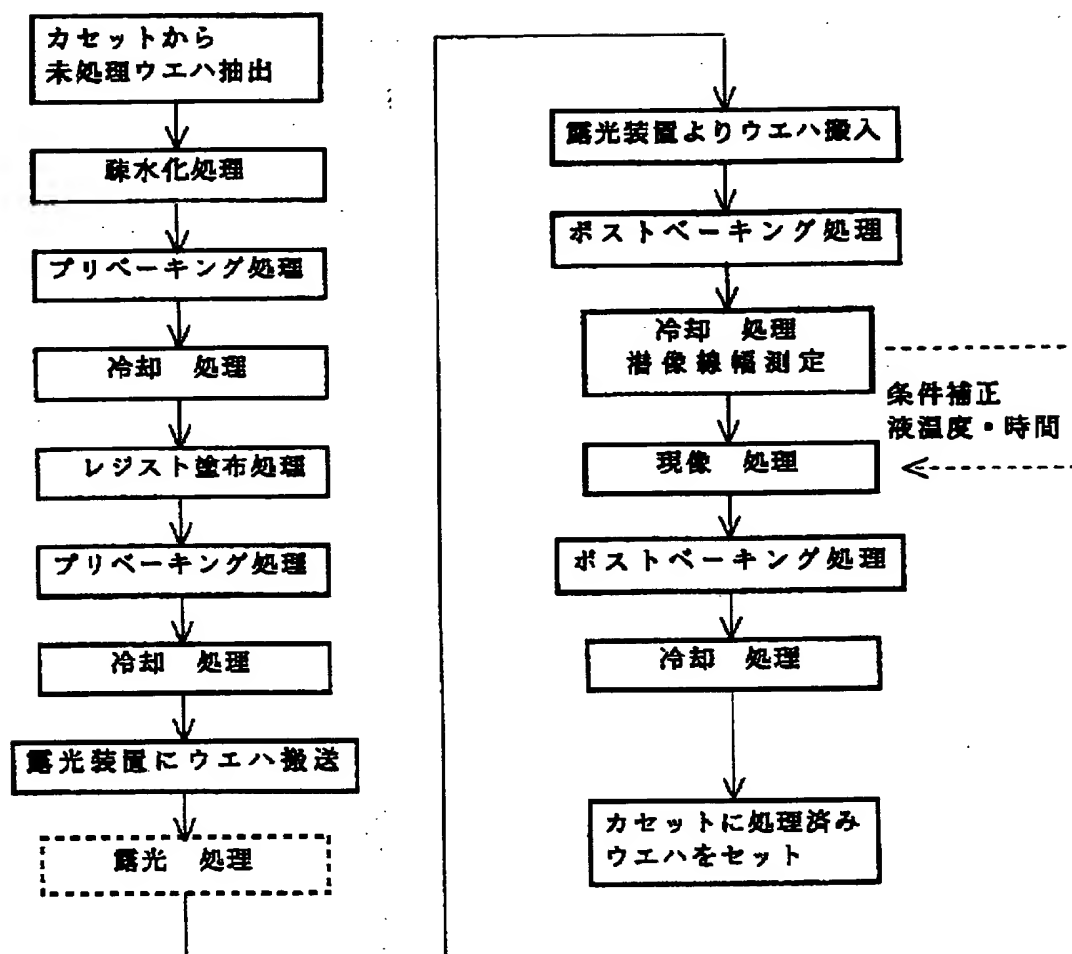 カセットから
未処理ウエハ抽出
疎水化処理
プリベーキング処理
冷却 処理
レジスト塗布処理
プリベーキング処理
冷却 処理
露光装置にウエハ搬送
露光 処理
露光装置よりウエハ搬入
ポストベーキング処理
冷却 処理
潜像線幅測定
条件補正
液温度・時間
現像 処理
ポストベーキング処理
冷却 処理
カセットに処理済み
ウエハをセット